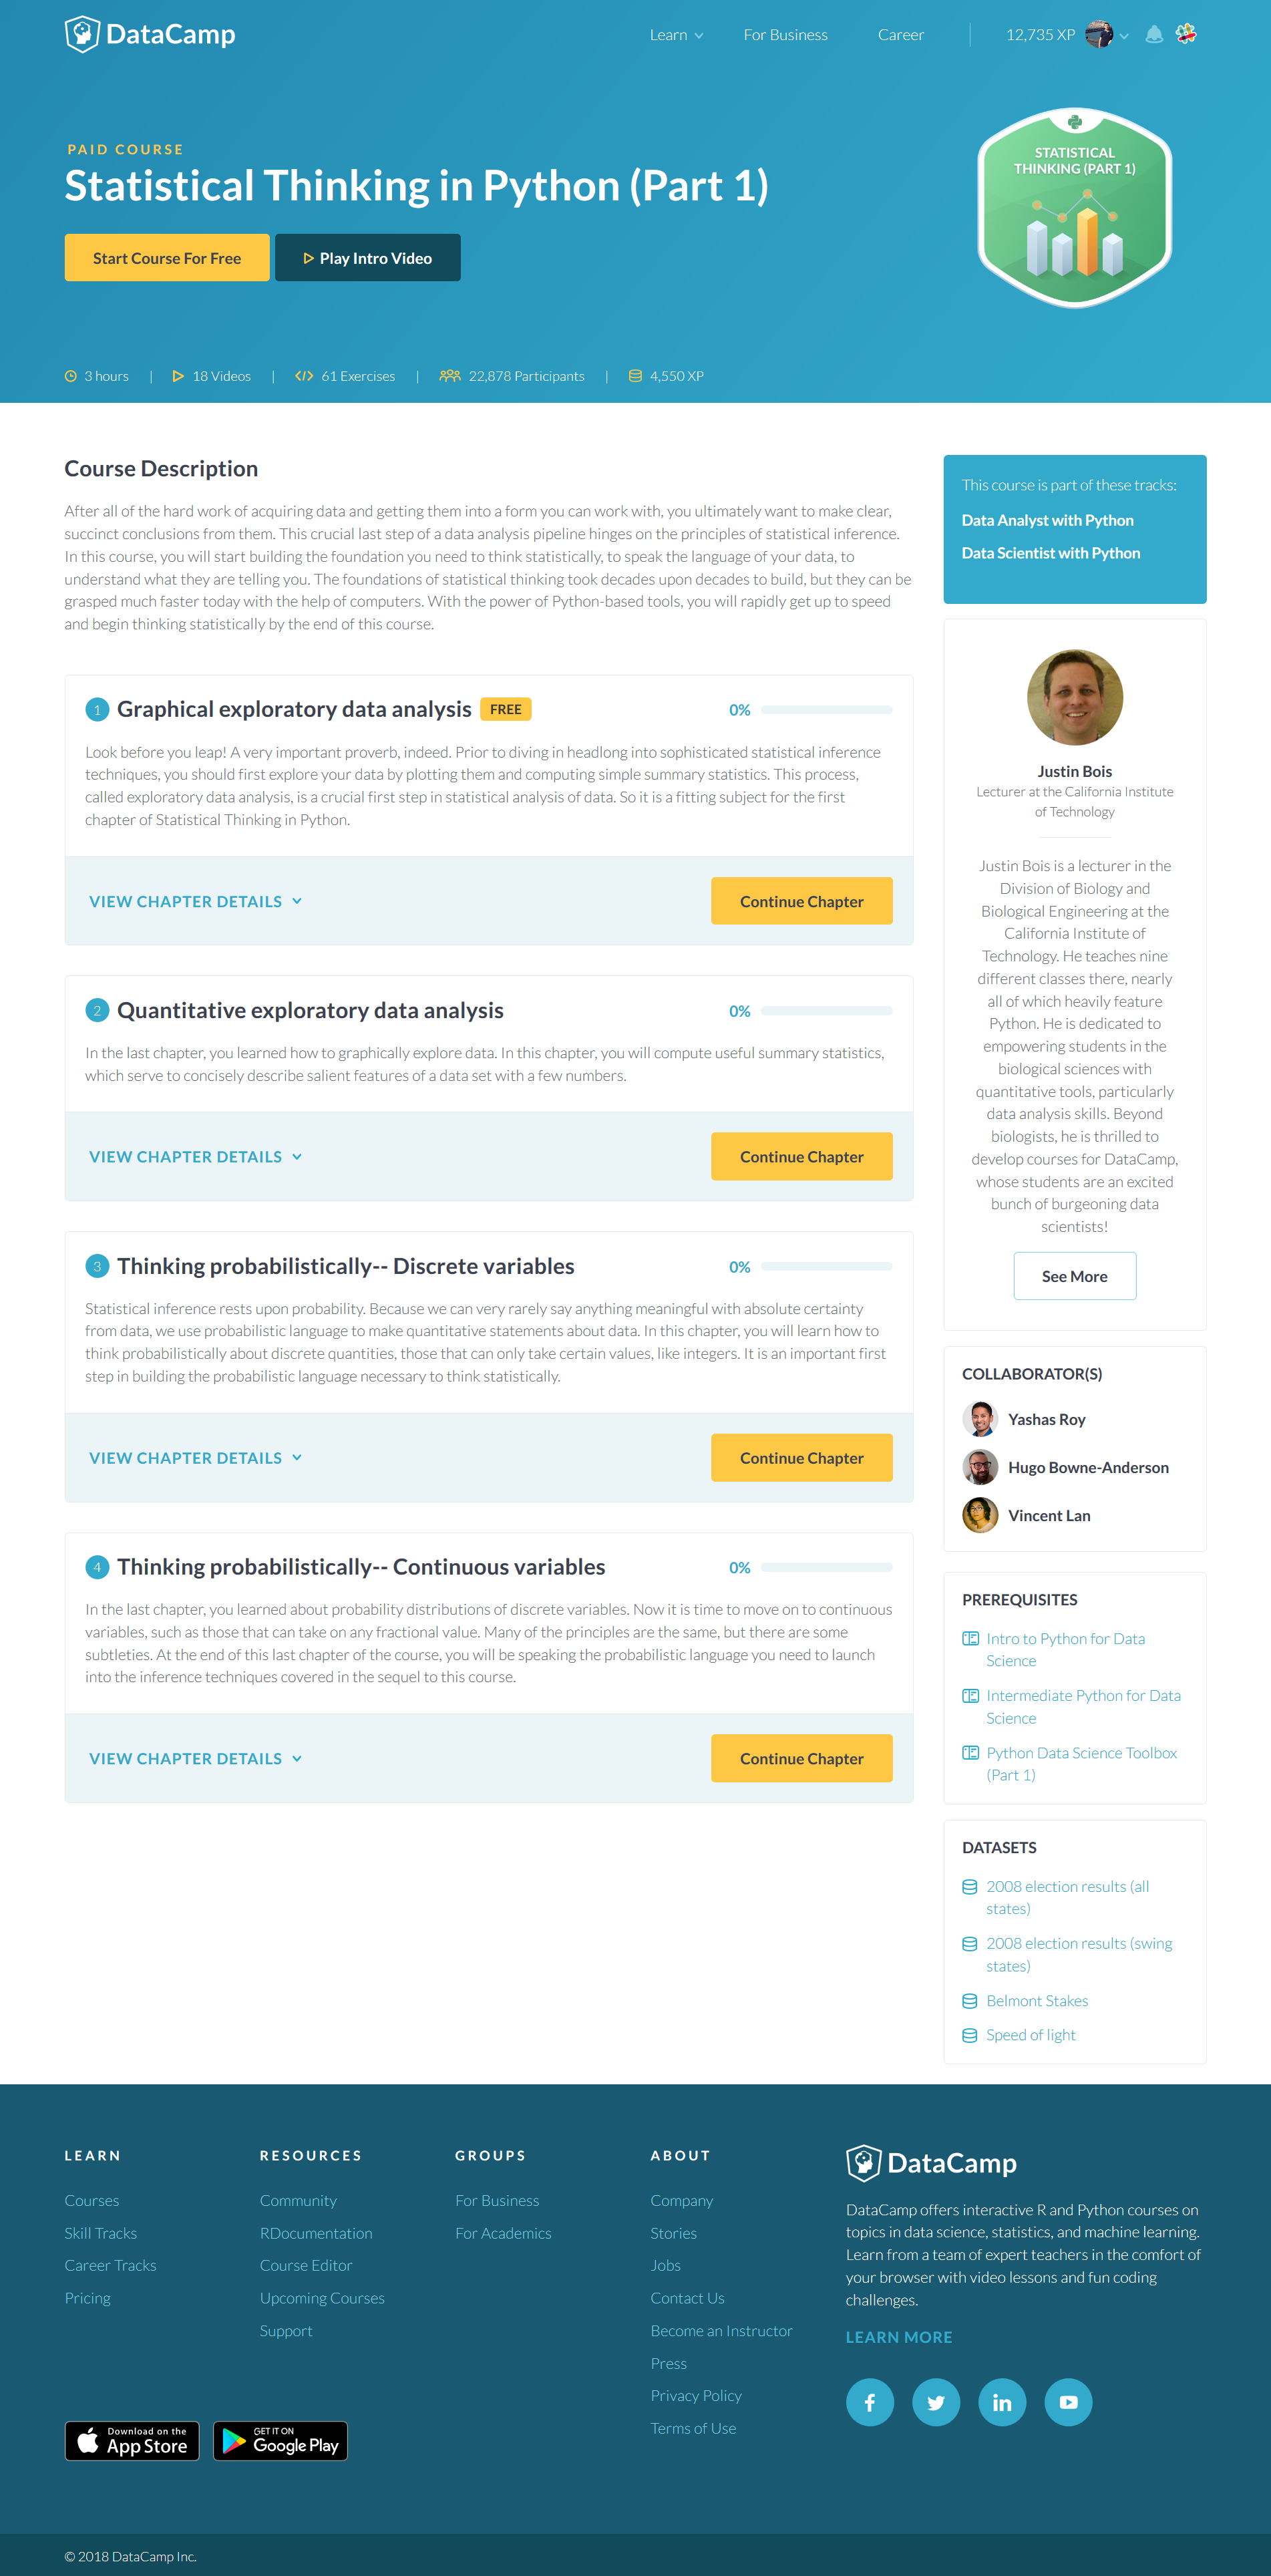 DataCamp
Learn
For Business
Career
12,735 XP
PAID COURSE
Statistical Thinking in Python (Part 1)
Start Course For Free
Play Intro Video
STATISTICAL
THINKING (PART 1)
3 hours
18 Videos
61 Exercises
22,878 Participants
4,550 XP
Course Description
After all of the hard work of acquiring data and getting them into a form you can work with, you ultimately want to make clear,
succinct conclusions from them. This crucial last step of a data analysis pipeline hinges on the principles of statistical inference.
In this course, you will start building the foundation you need to think statistically, to speak the language of your data, to
understand what they are telling you. The foundations of statistical thinking took decades upon decades to build, but they can be
grasped much faster today with the help of computers. With the power of Python-based tools, you will rapidly get up to speed
and begin thinking statistically by the end of this course.
1 Graphical exploratory data analysis FREE 0%
Look before you leap! A very important proverb, indeed. Prior to diving in headlong into sophisticated statistical inference
techniques, you should first explore your data by plotting them and computing simple summary statistics. This process,
called exploratory data analysis, is a crucial first step in statistical analysis of data. So it is a fitting subject for the first
chapter of Statistical Thinking in Python.
VIEW CHAPTER DETAILS
Continue Chapter
2 Quantitative exploratory data analysis 0%
In the last chapter, you learned how to graphically explore data. In this chapter, you will compute useful summary statistics,
which serve to concisely describe salient features of a data set with a few numbers.
VIEW CHAPTER DETAILS
Continue Chapter
3 Thinking probabilistically-- Discrete variables 0%
Statistical inference rests upon probability. Because we can very rarely say anything meaningful with absolute certainty
from data, we use probabilistic language to make quantitative statements about data. In this chapter, you will learn how to
think probabilistically about discrete quantities, those that can only take certain values, like integers. It is an important first
step in building the probabilistic language necessary to think statistically.
VIEW CHAPTER DETAILS
Continue Chapter
4 Thinking probabilistically-- Continuous variables 0%
In the last chapter, you learned about probability distributions of discrete variables. Now it is time to move on to continuous
variables, such as those that can take on any fractional value. Many of the principles are the same, but there are some
subtleties. At the end of this last chapter of the course, you will be speaking the probabilistic language you need to launch
into the inference techniques covered in the sequel to this course.
VIEW CHAPTER DETAILS
Continue Chapter
This course is part of these tracks:
Data Analyst with Python
Data Scientist with Python
Justin Bois
Lecturer at the California Institute
of Technology
Justin Bois is a lecturer in the
Division of Biology and
Biological Engineering at the
California Institute of
Technology. He teaches nine
different classes there, nearly
all of which heavily feature
Python. He is dedicated to
empowering students in the
biological sciences with
quantitative tools, particularly
data analysis skills. Beyond
biologists, he is thrilled to
develop courses for DataCamp,
whose students are an excited
bunch of burgeoning data
scientists!
See More
COLLABORATOR(S)
Yashas Roy
Hugo Bowne-Anderson
Vincent Lan
PREREQUISITES
Intro to Python for Data
Science
Intermediate Python for Data
Science
Python Data Science Toolbox
(Part 1)
DATASETS
2008 election results (all
states)
2008 election results (swing
states)
Belmont Stakes
Speed of light
LEARN
Courses
Skill Tracks
Career Tracks
Pricing
RESOURCES
Community
RDocumentation
Course Editor
Upcoming Courses
Support
GROUPS
For Business
For Academics
ABOUT
Company
Stories
Jobs
Contact Us
Become an Instructor
Press
Privacy Policy
Terms of Use
DataCamp
DataCamp offers interactive R and Python courses on
topics in data science, statistics, and machine learning.
Learn from a team of expert teachers in the comfort of
your browser with video lessons and fun coding
challenges.
LEARN MORE
Download on the
App Store
GET IT ON
Google Play
© 2018 DataCamp Inc.